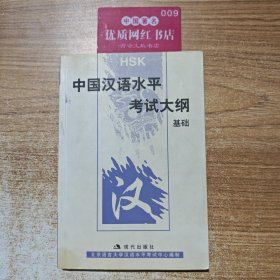 009
中国著名
优质网红书店
HSK
中国汉语水平
考试大纲
基础
汉
现代出版社
北京语言大学汉语水平考试中心编制